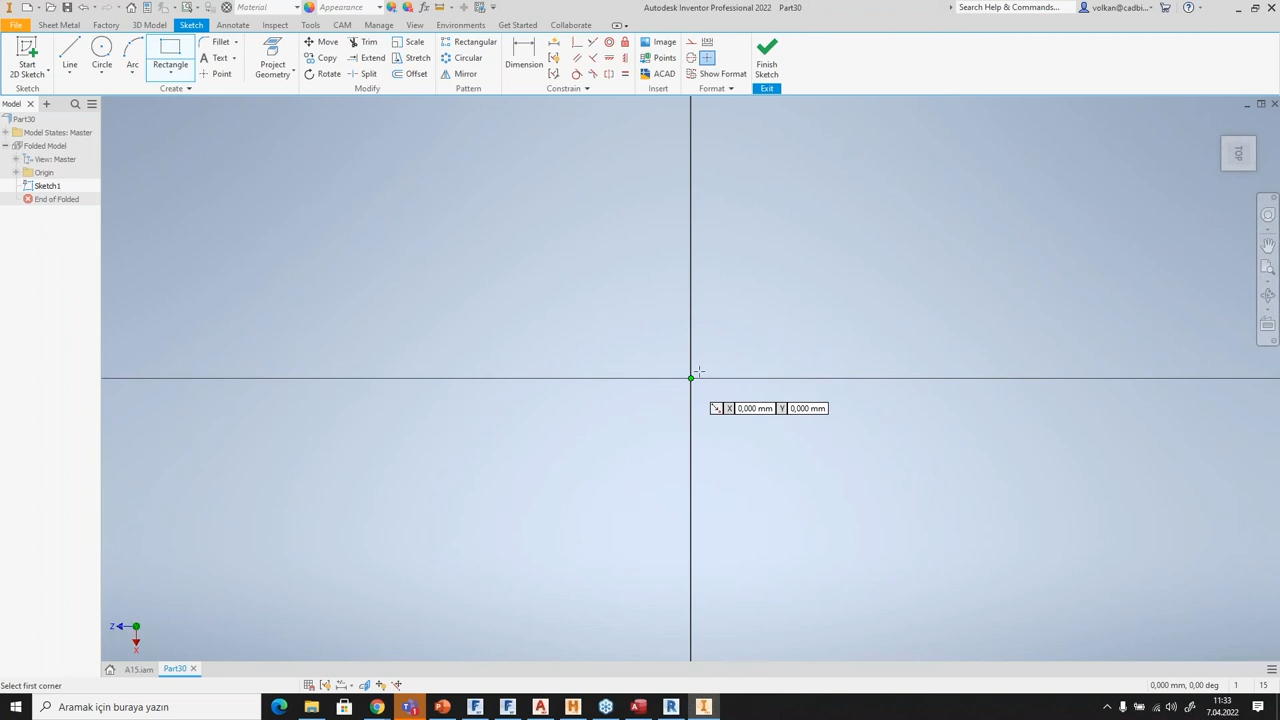 Material
Appearance
Autodesk Inventor Professional 2022 Part30
Search Help & Commands...
volkan@cadbi...
File Sheet Metal Factory 3D Model Sketch Annotate Inspect Tools CAM Manage View Environments Get Started Collaborate
Start
2D Sketch
Line
Circle
Arc
Rectangle
Fillet
Text
Point
Project
Geometry
Move
Copy
Rotate
Trim
Extend
Split
Scale
Stretch
Offset
Rectangular
Circular
Mirror
Dimension
Image
Points
ACAD
Show Format
Finish
Sketch
Sketch Create Modify Pattern Constrain Insert Format Exit
Model
Part30
Model States: Master
Folded Model
View: Master
Origin
Sketch1
End of Folded
TOP
X 0,000 mm Y 0,000 mm
Z
X
A15.iam Part30
Select first corner
0,000 mm, 0,00 deg 1 15
Aramak için buraya yazın
11:33
7.04.2022